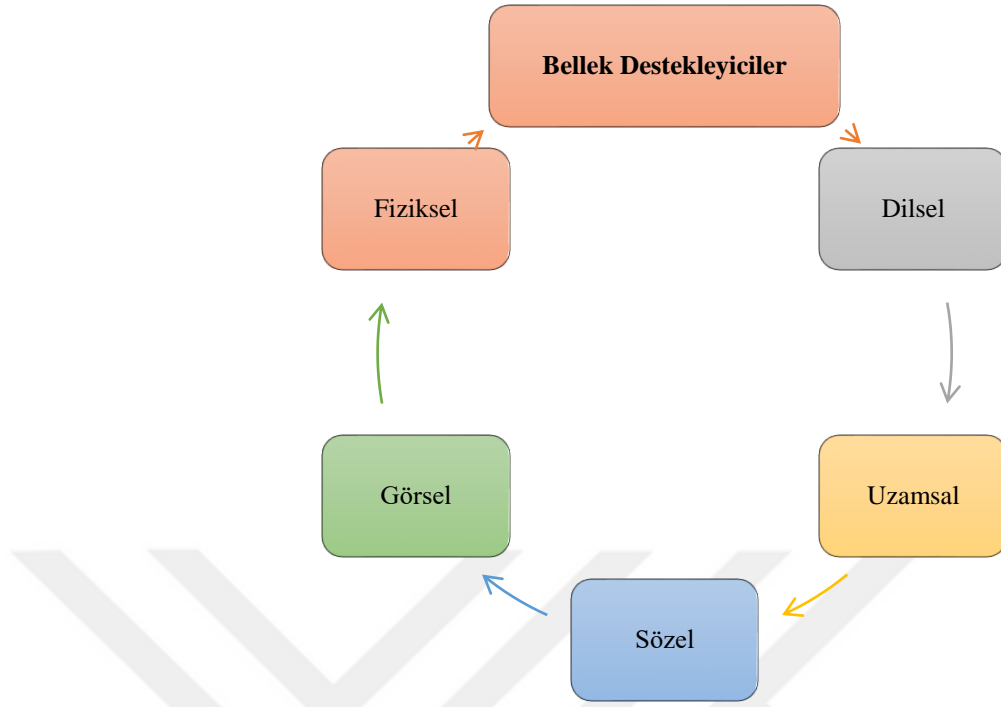 Bellek Destekleyiciler
Fiziksel
Dilsel
Görsel
Uzamsal
Sözel